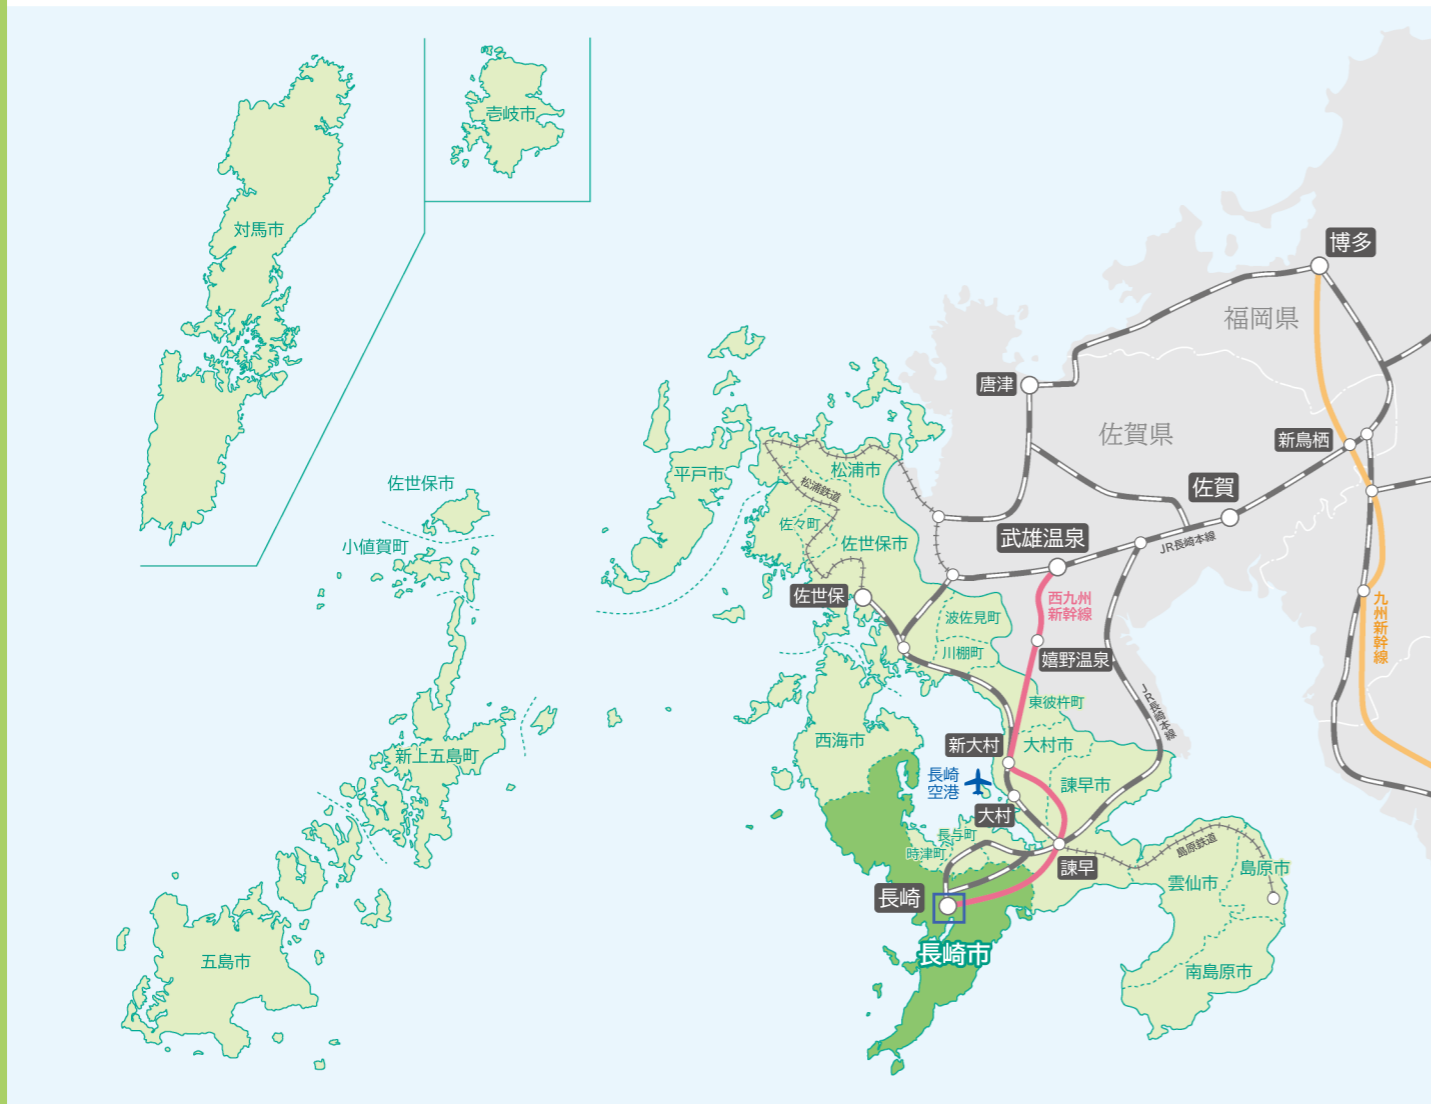 壱岐市
対馬市
博多
福岡県
唐津
佐賀県
新鳥栖
松浦市
平戸市
佐世保市
松浦鉄道
佐賀
佐々町
武雄温泉
佐世保市
JR長崎本線
小値賀町
佐世保
西九州
新幹線
波佐見町
九州新幹線
川棚町
嬉野温泉
JR長崎本線
東彼杵町
西海市
新大村
大村市
新上五島町
長崎
空港
諫早市
大村
長与町
島原鉄道
時津町
諫早
島原市
雲仙市
長崎
長崎市
五島市
南島原市